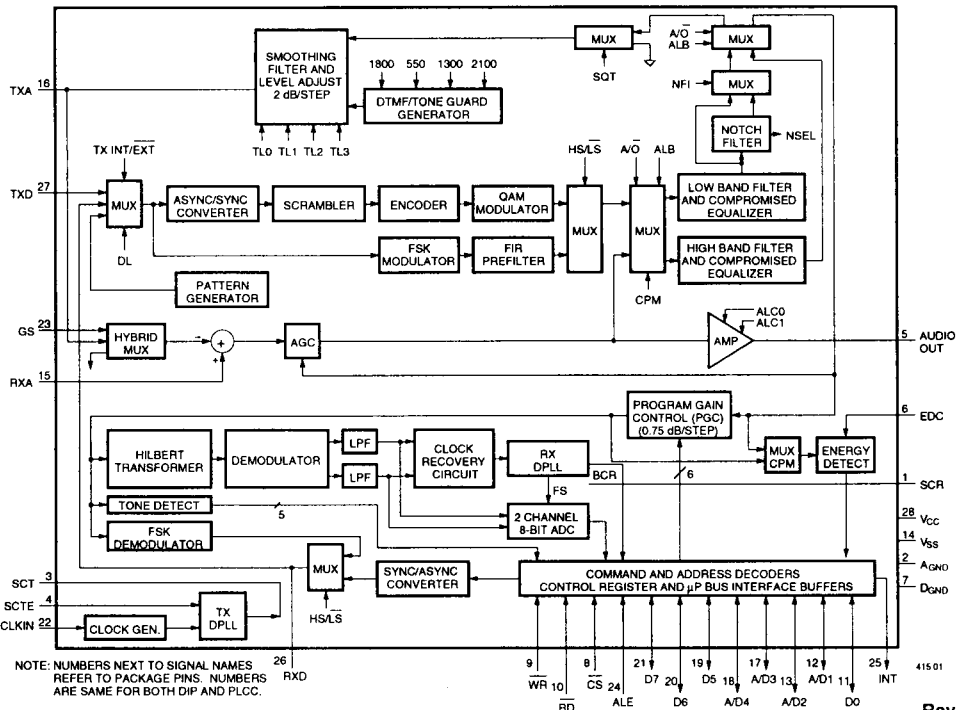 A/O̅
ALB
MUX
MUX
SQT
SMOOTHING
FILTER AND
LEVEL ADJUST
2 dB/STEP
1800 550 1300 2100
DTMF/TONE GUARD
GENERATOR
NFI
MUX
16
TXA
NOTCH
FILTER
NSEL
TL0 TL1 TL2 TL3
TX INT/E̅X̅T̅
HS/L̅S̅
A/O̅
ALB
27
TXD
MUX
ASYNC/SYNC
CONVERTER
SCRAMBLER
ENCODER
QAM
MODULATOR
MUX
MUX
LOW BAND FILTER
AND COMPROMISED
EQUALIZER
DL
FSK
MODULATOR
FIR
PREFILTER
HIGH BAND FILTER
AND COMPROMISED
EQUALIZER
PATTERN
GENERATOR
CPM
ALC0
ALC1
23
GS
HYBRID
MUX
-
+
+
AGC
AMP
5
AUDIO
OUT
15
RXA
PROGRAM GAIN
CONTROL (PGC)
(0.75 dB/STEP)
6
EDC
HILBERT
TRANSFORMER
DEMODULATOR
LPF
LPF
CLOCK
RECOVERY
CIRCUIT
RX
DPLL
BCR
6
MUX
CPM
ENERGY
DETECT
FS
1
SCR
TONE DETECT
5
2 CHANNEL
8-BIT ADC
28
VCC
FSK
DEMODULATOR
14
VSS
2
AGND
7
DGND
MUX
SYNC/ASYNC
CONVERTER
COMMAND AND ADDRESS DECODERS
CONTROL REGISTER AND µP BUS INTERFACE BUFFERS
3
SCT
4
SCTE
22
CLKIN
CLOCK GEN.
TX
DPLL
HS/L̅S̅
NOTE: NUMBERS NEXT TO SIGNAL NAMES
REFER TO PACKAGE PINS. NUMBERS
ARE SAME FOR BOTH DIP AND PLCC.
26
RXD
9
W̅R̅
10
R̅D̅
8
C̅S̅
24
ALE
21
D7
20
D6
19
D5
18
A/D4
17
A/D3
13
A/D2
12
A/D1
11
D0
25
INT
415 01
Rev